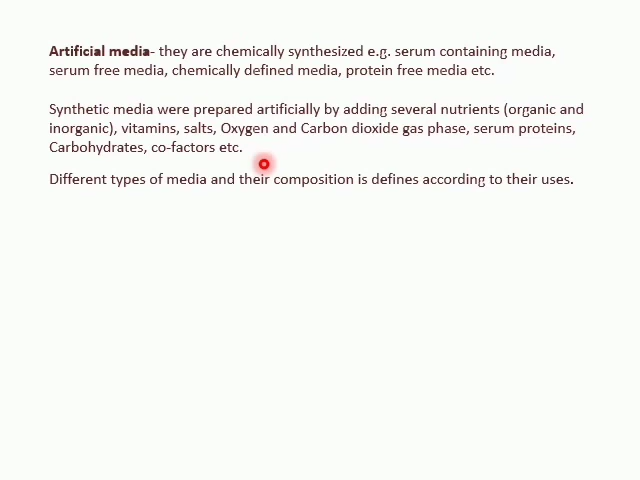 Artificial media- they are chemically synthesized e.g. serum containing media,
serum free media, chemically defined media, protein free media etc.
Synthetic media were prepared artificially by adding several nutrients (organic and
inorganic), vitamins, salts, Oxygen and Carbon dioxide gas phase, serum proteins,
Carbohydrates, co-factors etc.
Different types of media and their composition is defines according to their uses.